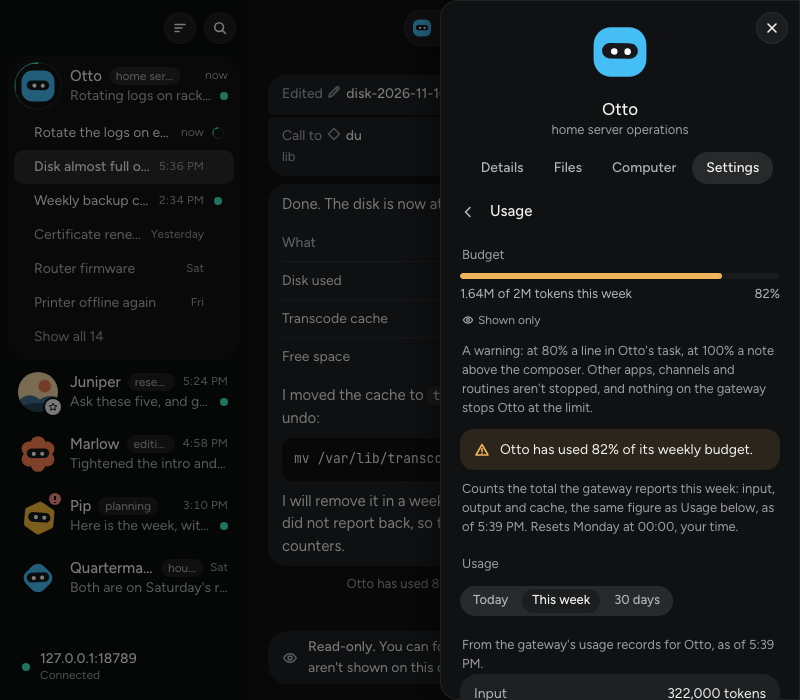 Otto home ser... now
Rotating logs on rack...
Rotate the logs on e... now
Disk almost full o... 5:36 PM
Weekly backup c... 2:34 PM
Certificate rene... Yesterday
Router firmware Sat
Printer offline again Fri
Show all 14
Juniper rese... 5:24 PM
Ask these five, and g...
Marlow editi... 4:58 PM
Tightened the intro and...
Pip planning 3:10 PM
Here is the week, wit...
Quarterma... hou... Sat
Both are on Saturday's r...
127.0.0.1:18789
Connected
Edited disk-2026-11-1
Call to du
lib
Done. The disk is now at
What
Disk used
Transcode cache
Free space
I moved the cache to
undo:
mv /var/lib/transco
I will remove it in a week
did not report back, so t
counters.
Otto has used 8
Read-only. You can fo
aren't shown on this c
Otto
home server operations
Details Files Computer Settings
Usage
Budget
1.64M of 2M tokens this week 82%
Shown only
A warning: at 80% a line in Otto's task, at 100% a note
above the composer. Other apps, channels and
routines aren't stopped, and nothing on the gateway
stops Otto at the limit.
Otto has used 82% of its weekly budget.
Counts the total the gateway reports this week: input,
output and cache, the same figure as Usage below, as
of 5:39 PM. Resets Monday at 00:00, your time.
Usage
Today This week 30 days
From the gateway's usage records for Otto, as of 5:39
PM.
Input 322,000 tokens